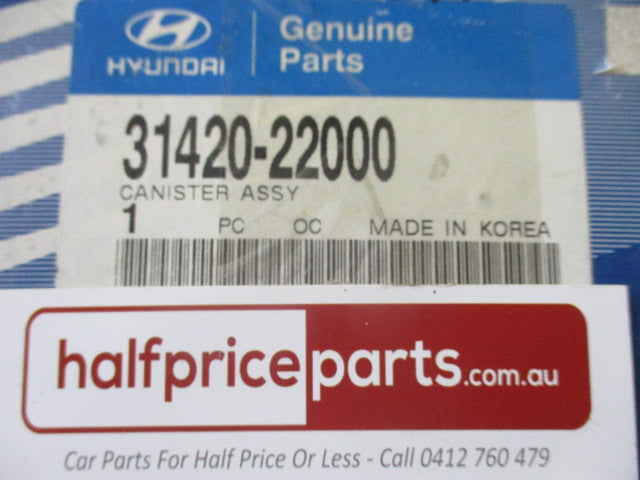 HYUNDAI
Genuine
Parts
31420-22000
CANISTER ASSY
1 PC OC MADE IN KOREA
halfpriceparts.com.au
Car Parts For Half Price Or Less - Call 0412 760 479